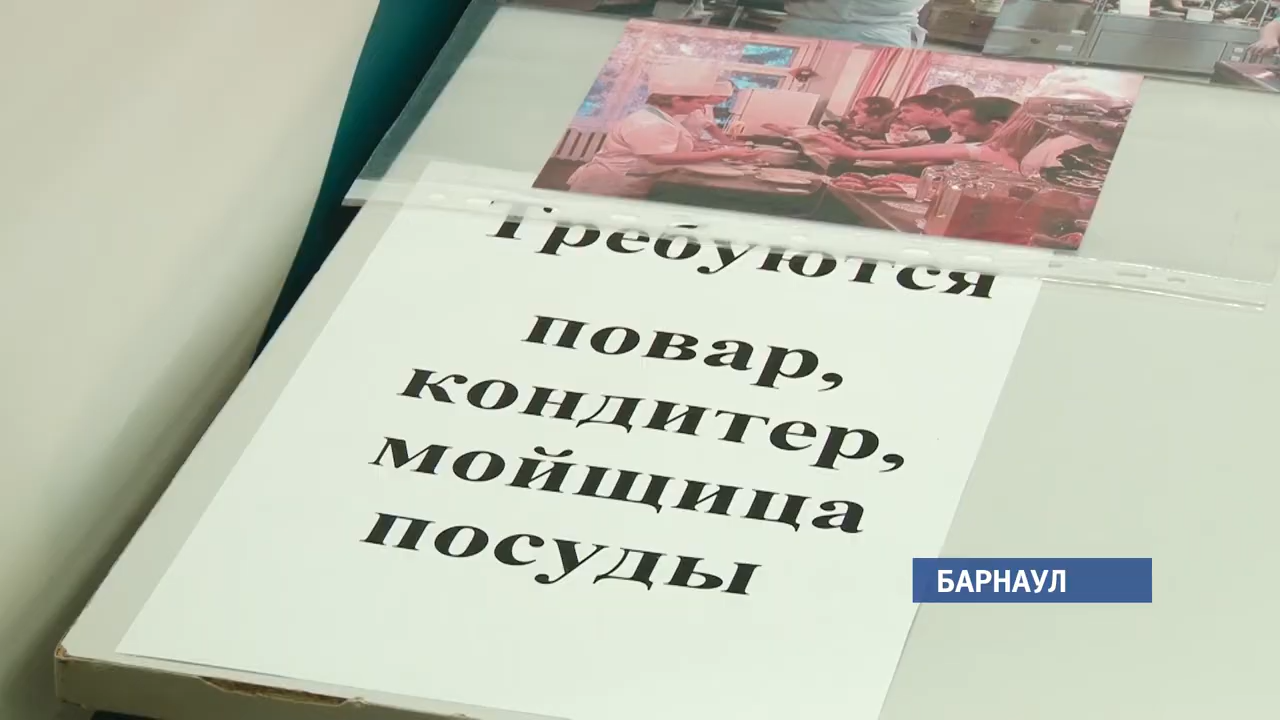 Требуются
повар,
кондитер,
мойщица
посуды
БАРНАУЛ